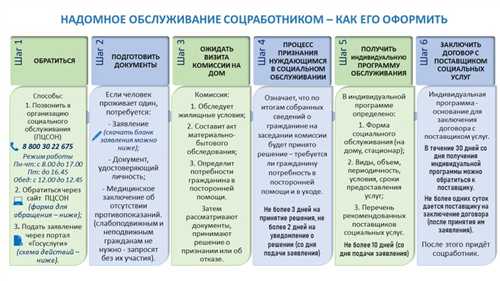 НАДОМНОЕ ОБСЛУЖИВАНИЕ СОЦРАБОТНИКОМ – КАК ЕГО ОФОРМИТЬ
Шаг 1
ОБРАТИТЬСЯ
Способы:
1. Позвонить в
организацию
социального
обслуживания
(ПЦСОН)
8 800 30 22 675
Режим работы
Пн-чт: с 8.00 до 17.00
Пт: до 16.45
Обед: с 12.00 до 12.45
2. Обратиться через
сайт ПЦСОН
(форма для
обращения – ниже);
3. Подать заявление
через портал
«Госуслуги»
(схема действий –
ниже).
Шаг 2
ПОДГОТОВИТЬ
ДОКУМЕНТЫ
Если человек
проживает один,
потребуется:
- Заявление
(скачать бланк
заявления можно
ниже);
- Документ,
удостоверяющий
личность;
- Медицинское
заключение об
отсутствии
противопоказаний.
(слабоподвижным и
неподвижным
гражданам не
нужно - запросят
без их участия).
Шаг 3
ОЖИДАТЬ
ВИЗИТА
КОМИССИИ НА
ДОМ
Комиссия:
1. Обследует
жилищные условия;
2. Составит акт
материально-
бытового
обследования;
3. Определит
потребности
гражданина в
посторонней
помощи.
Затем
рассматривают
документы,
принимают
решение о
признании или об
отказе.
Шаг 4
ПРОЦЕСС
ПРИЗНАНИЯ
НУЖДАЮЩИМСЯ
В СОЦИАЛЬНОМ
ОБСЛУЖИВАНИИ
Означает, что по
итогам собранных
сведений о
гражданине на
заседании комиссии
будет принято
решение – требуется
ли гражданину
потребность в
посторонней
помощи и в уходе.
Не более 3 дней на
принятие решения, не
более 2 дней на
уведомление о
решении (со дня
подачи заявления)
Шаг 5
ПОЛУЧИТЬ
ИНДИВИДУАЛЬНУЮ
ПРОГРАММУ
ОБСЛУЖИВАНИЯ
В индивидуальной
программе
определено:
1. Форма
социального
обслуживания (на
дому, стационар);
2. Виды, объем,
периодичность,
условия, сроки
предоставления
услуг;
3. Перечень
рекомендованных
поставщиков
социальных услуг.
Не более 10 дней (со
дня подачи заявления)
Шаг 6
ЗАКЛЮЧИТЬ
ДОГОВОР С
ПОСТАВЩИКОМ
СОЦИАЛЬНЫХ
УСЛУГ
Индивидуальная
программа -
основание для
заключения
договора с
поставщиком услуг.
В течение 30 дней со
дня получения
индивидуальной
программы можно
обратиться к
поставщику.
Не более одних суток
дается поставщику на
заключение договора
(после принятия им
заявления).
После этого придёт
соцработник.